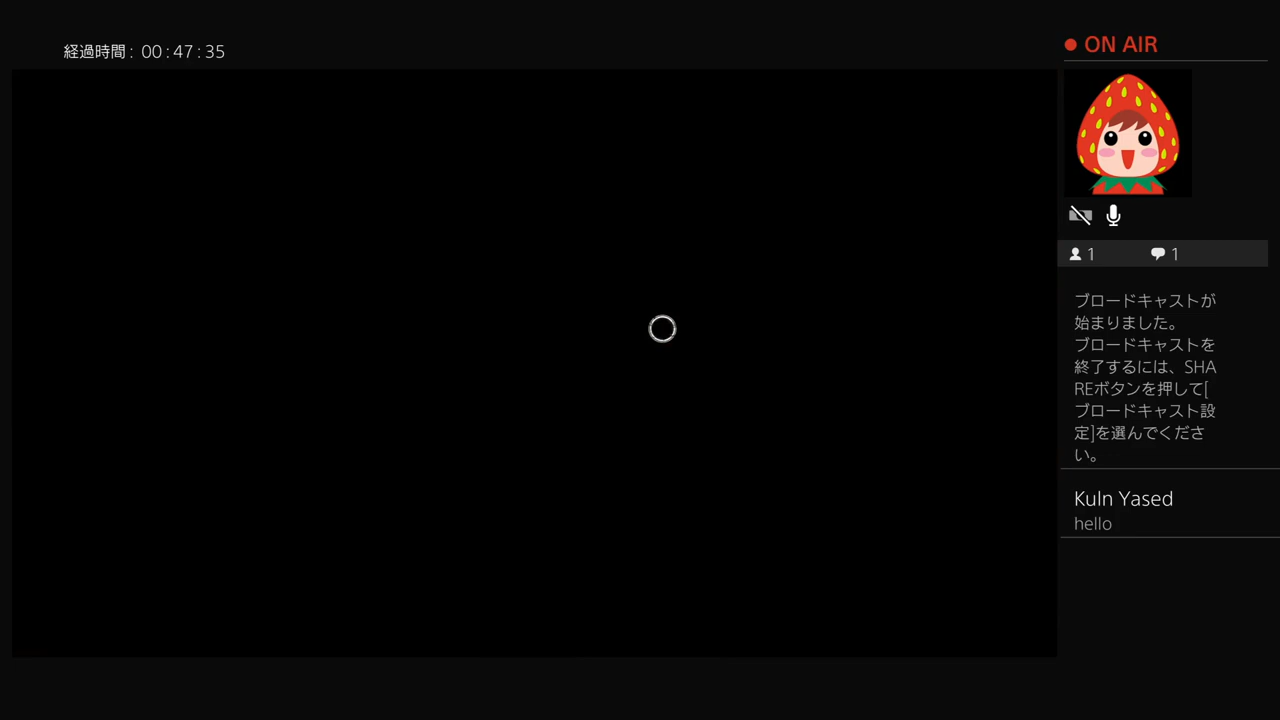 経過時間 : 00 : 47 : 35
ON AIR
1
1
ブロードキャストが
始まりました。
ブロードキャストを
終了するには、SHA
REボタンを押して[
ブロードキャスト設
定]を選んでくださ
い。
Kuln Yased
hello